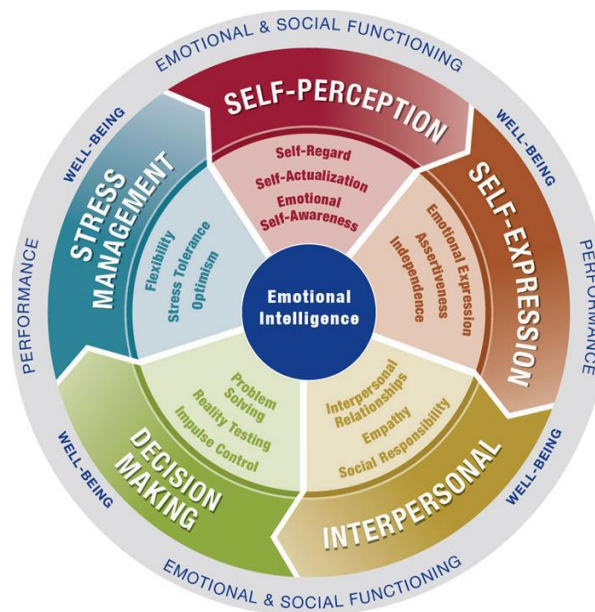 EMOTIONAL & SOCIAL FUNCTIONING
WELL-BEING
WELL-BEING
PERFORMANCE
PERFORMANCE
SELF-PERCEPTION
Self-Regard
Self-Actualization
Emotional
Self-Awareness
SELF-EXPRESSION
Emotional Expression
Assertiveness
Independence
INTERPERSONAL
Interpersonal
Relationships
Empathy
Social Responsibility
DECISION
MAKING
Problem
Solving
Reality Testing
Impulse Control
STRESS
MANAGEMENT
Flexibility
Stress Tolerance
Optimism
Emotional
Intelligence
WELL-BEING
WELL-BEING
EMOTIONAL & SOCIAL FUNCTIONING